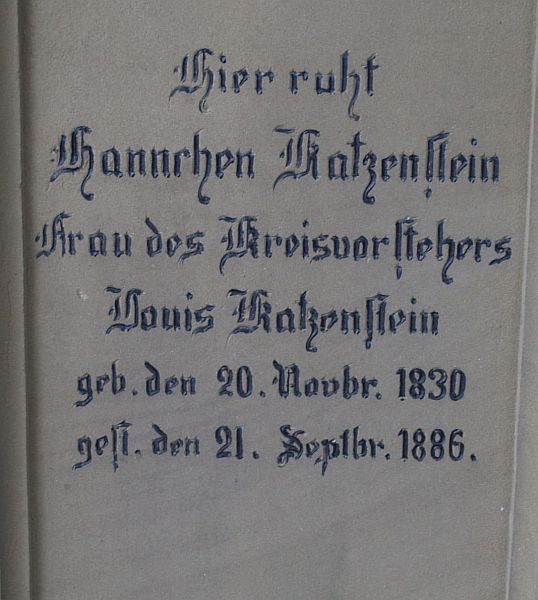 Hier ruht
Hannchen Katzenstein
Frau des Kreisvorstehers
Louis Katzenstein
geb. den 20. Novbr. 1830
gest. den 21. Septbr. 1886.